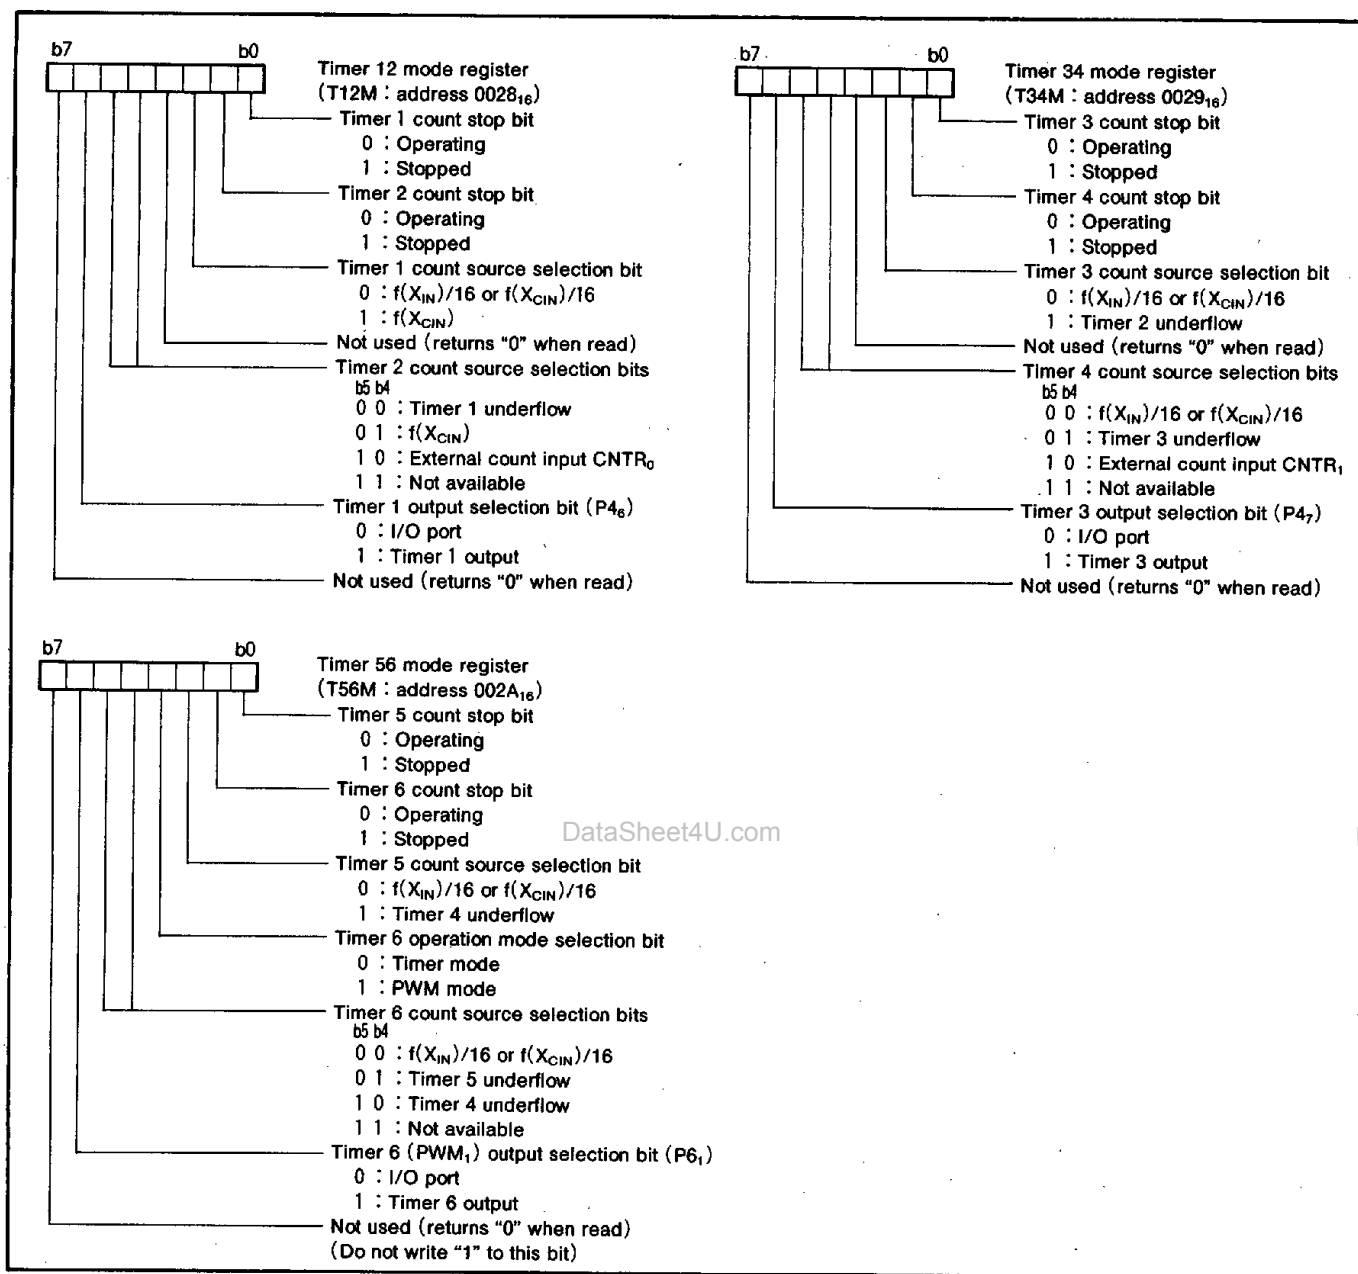 b7 b0
Timer 12 mode register
(T12M : address 0028₁₆)
Timer 1 count stop bit
0 : Operating
1 : Stopped
Timer 2 count stop bit
0 : Operating
1 : Stopped
Timer 1 count source selection bit
0 : f(X_IN)/16 or f(X_CIN)/16
1 : f(X_CIN)
Not used (returns “0” when read)
Timer 2 count source selection bits
b5 b4
0 0 : Timer 1 underflow
0 1 : f(X_CIN)
1 0 : External count input CNTR₀
1 1 : Not available
Timer 1 output selection bit (P4₆)
0 : I/O port
1 : Timer 1 output
Not used (returns “0” when read)
b7 b0
Timer 34 mode register
(T34M : address 0029₁₆)
Timer 3 count stop bit
0 : Operating
1 : Stopped
Timer 4 count stop bit
0 : Operating
1 : Stopped
Timer 3 count source selection bit
0 : f(X_IN)/16 or f(X_CIN)/16
1 : Timer 2 underflow
Not used (returns “0” when read)
Timer 4 count source selection bits
b5 b4
0 0 : f(X_IN)/16 or f(X_CIN)/16
0 1 : Timer 3 underflow
1 0 : External count input CNTR₁
1 1 : Not available
Timer 3 output selection bit (P4₇)
0 : I/O port
1 : Timer 3 output
Not used (returns “0” when read)
b7 b0
Timer 56 mode register
(T56M : address 002A₁₆)
Timer 5 count stop bit
0 : Operating
1 : Stopped
Timer 6 count stop bit
0 : Operating
1 : Stopped
DataSheet4U.com
Timer 5 count source selection bit
0 : f(X_IN)/16 or f(X_CIN)/16
1 : Timer 4 underflow
Timer 6 operation mode selection bit
0 : Timer mode
1 : PWM mode
Timer 6 count source selection bits
b5 b4
0 0 : f(X_IN)/16 or f(X_CIN)/16
0 1 : Timer 5 underflow
1 0 : Timer 4 underflow
1 1 : Not available
Timer 6 (PWM₁) output selection bit (P6₁)
0 : I/O port
1 : Timer 6 output
Not used (returns “0” when read)
(Do not write “1” to this bit)